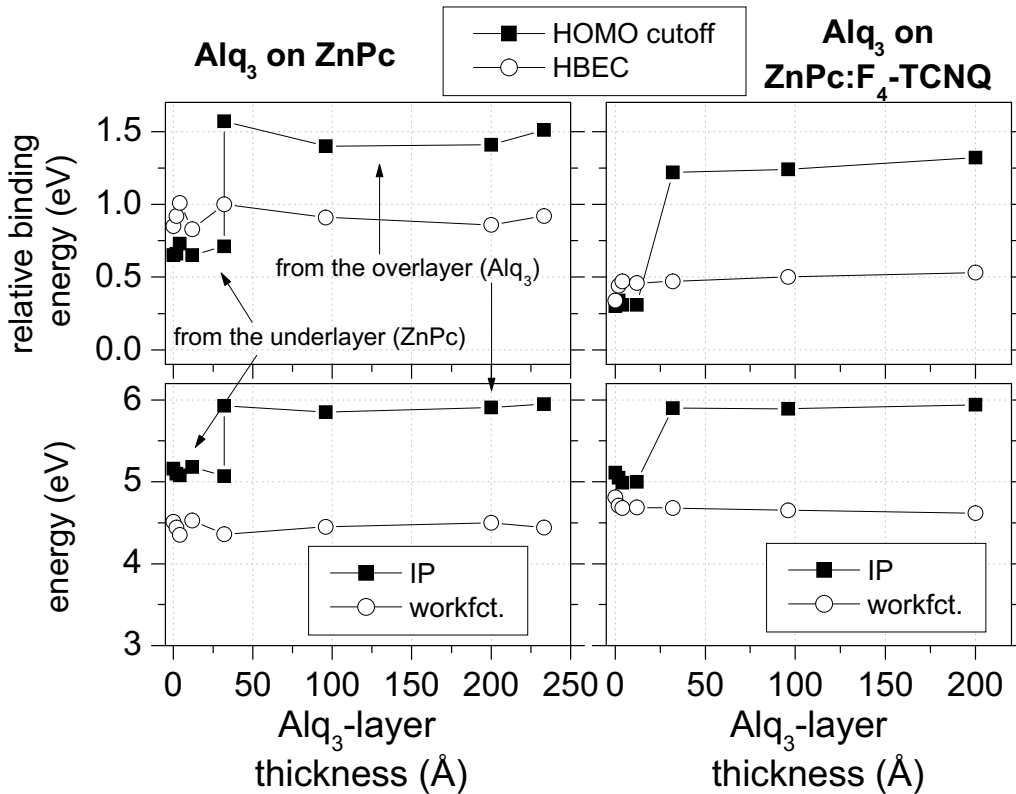 Alq₃ on ZnPc
HOMO cutoff
HBEC
Alq₃ on
ZnPc:F₄-TCNQ
relative binding
energy (eV)
1.5
1.0
0.5
0.0
from the overlayer (Alq₃)
from the underlayer (ZnPc)
energy (eV)
6
5
4
3
IP
workfct.
IP
workfct.
0 50 100 150 200 250
0 50 100 150 200
Alq₃-layer
thickness (Å)
Alq₃-layer
thickness (Å)